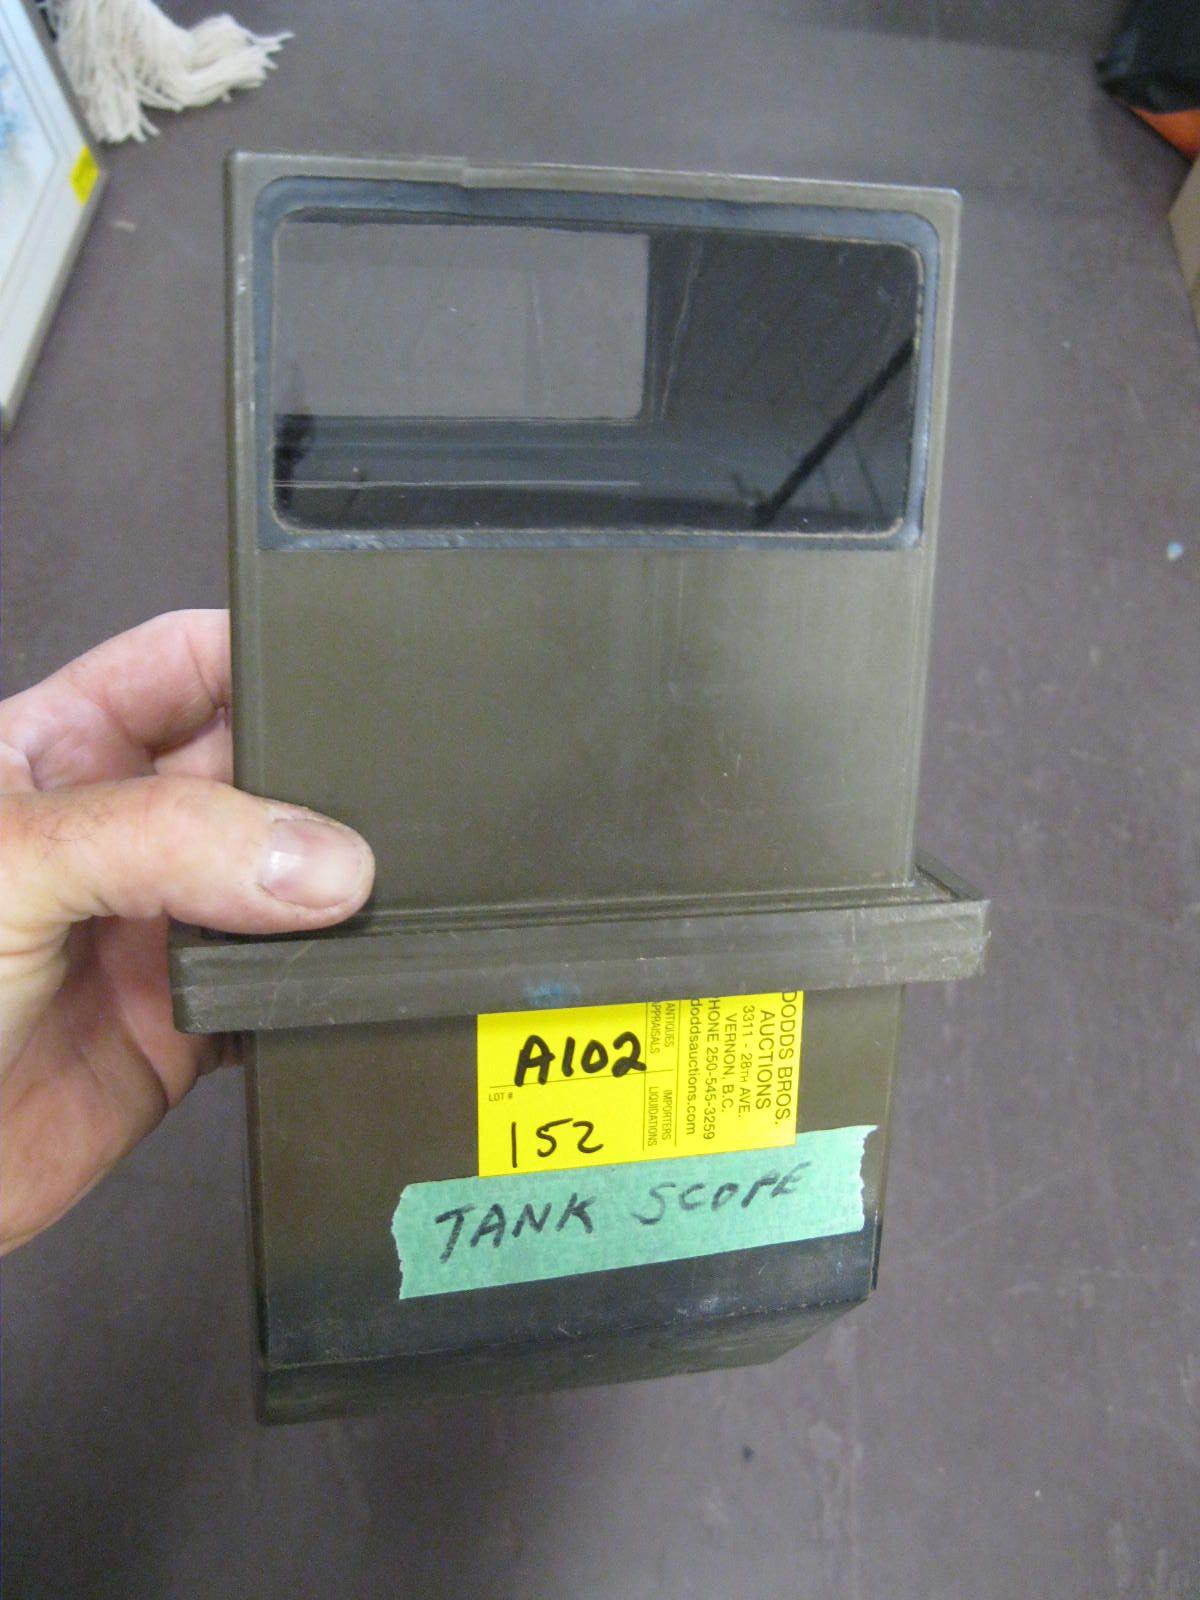 A102
LOT #
152
ANTIQUES
APPRAISALS
IMPORTERS
LIQUIDATIONS
DODDS BROS.
AUCTIONS
3311 - 28TH AVE.
VERNON, B.C.
HONE 250-545-3259
doddsauctions.com
TANK SCOPE